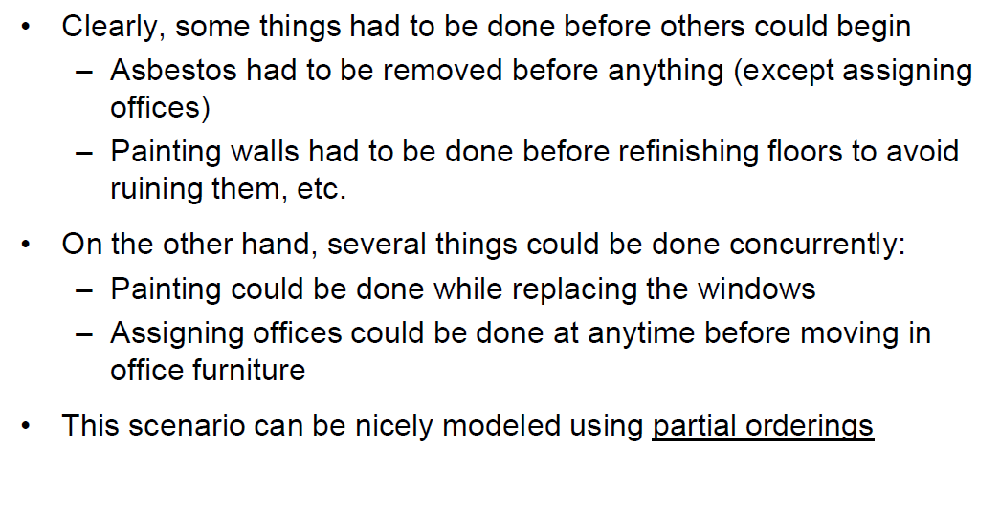 • Clearly, some things had to be done before others could begin
– Asbestos had to be removed before anything (except assigning
offices)
– Painting walls had to be done before refinishing floors to avoid
ruining them, etc.
• On the other hand, several things could be done concurrently:
– Painting could be done while replacing the windows
– Assigning offices could be done at anytime before moving in
office furniture
• This scenario can be nicely modeled using partial orderings